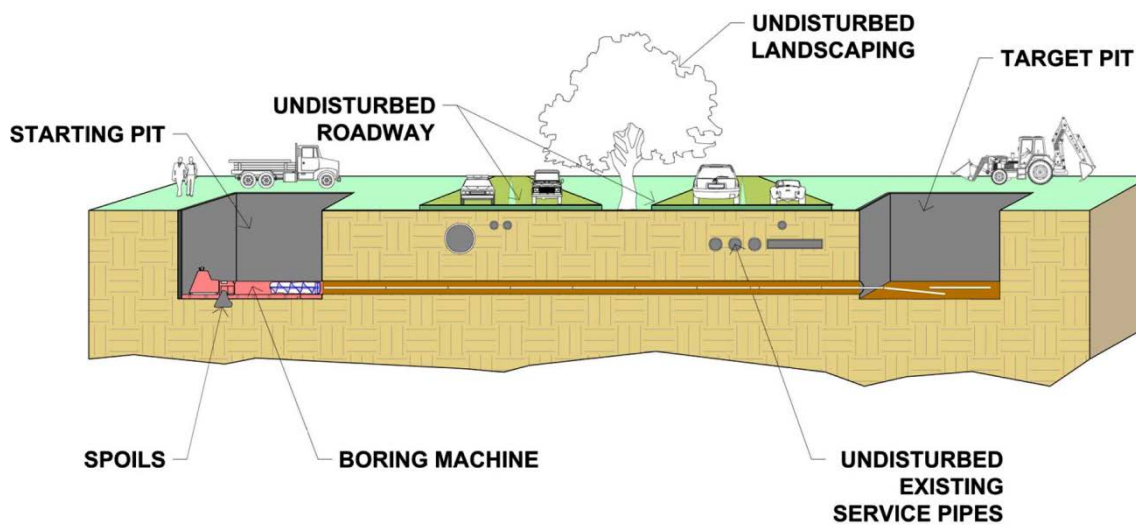 UNDISTURBED
LANDSCAPING
TARGET PIT
UNDISTURBED
ROADWAY
STARTING PIT
SPOILS
BORING MACHINE
UNDISTURBED
EXISTING
SERVICE PIPES